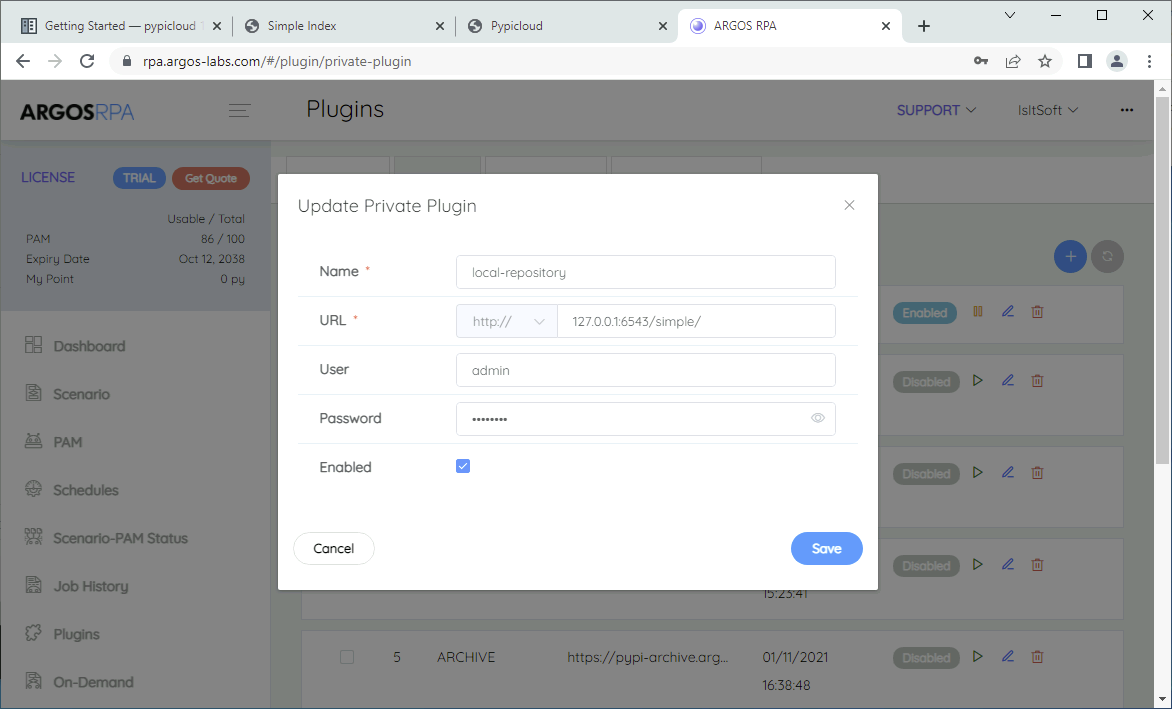 Getting Started — pypicloud
Simple Index
Pypicloud
ARGOS RPA
rpa.argos-labs.com/#/plugin/private-plugin
ARGOSRPA
Plugins
SUPPORT
IsItSoft
LICENSE
TRIAL
Get Quote
Usable / Total
PAM 86 / 100
Expiry Date Oct 12, 2038
My Point 0 py
Dashboard
Scenario
PAM
Schedules
Scenario-PAM Status
Job History
Plugins
On-Demand
Update Private Plugin
Name * local-repository
URL * http:// 127.0.0.1:6543/simple/
User admin
Password ••••••••
Enabled
Cancel
Save
Enabled
Disabled
Disabled
Disabled
15:23:41
5 ARCHIVE https://pypi-archive.arg... 01/11/2021 Disabled
16:38:48